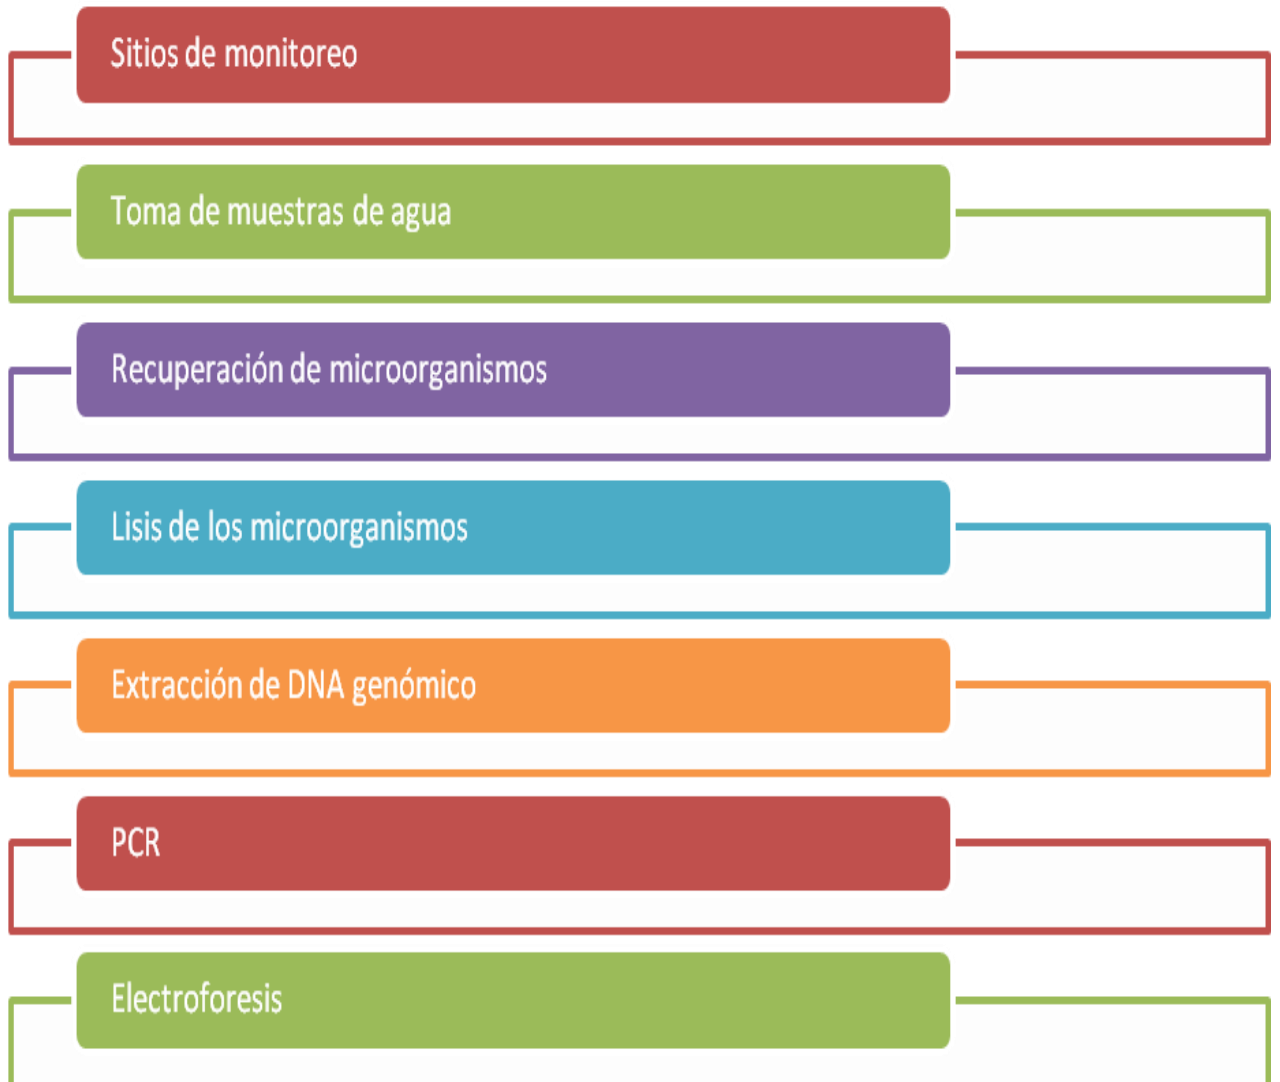 Sitios de monitoreo
Toma de muestras de agua
Recuperación de microorganismos
Lisis de los microorganismos
Extracción de DNA genómico
PCR
Electroforesis